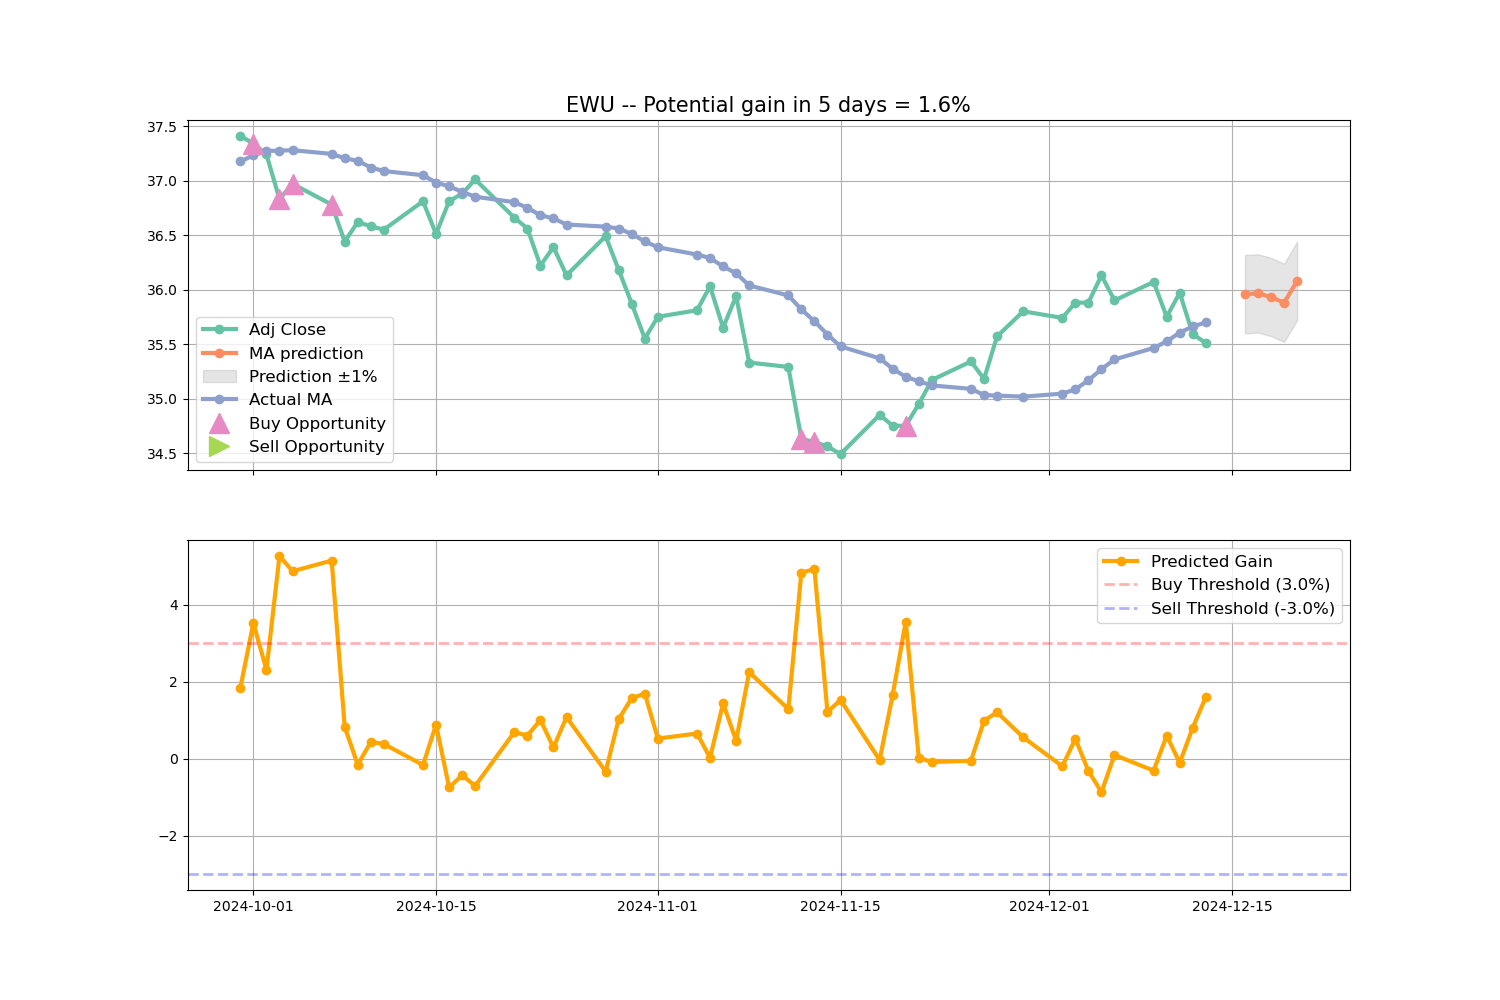 EWU -- Potential gain in 5 days = 1.6%
37.5
37.0
36.5
36.0
35.5
35.0
34.5
Adj Close
MA prediction
Prediction ±1%
Actual MA
Buy Opportunity
Sell Opportunity
4
2
0
−2
Predicted Gain
Buy Threshold (3.0%)
Sell Threshold (-3.0%)
2024-10-01
2024-10-15
2024-11-01
2024-11-15
2024-12-01
2024-12-15